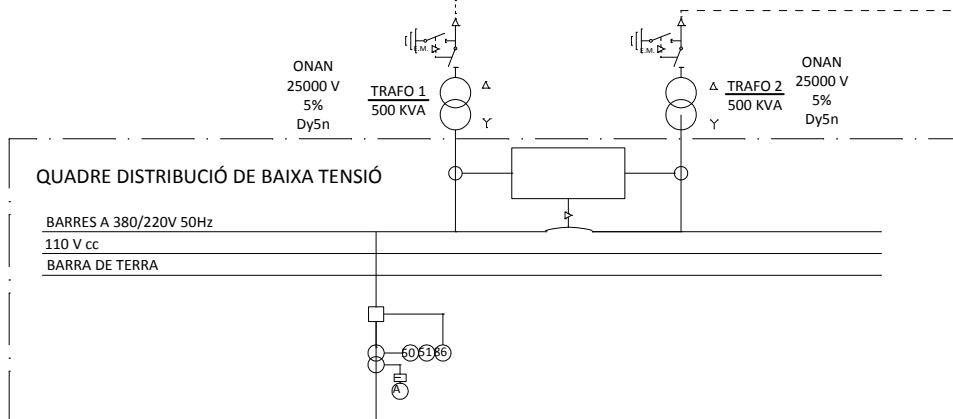 E.M.
E.M.
ONAN
25000 V
5%
Dy5n
TRAFO 1
500 KVA
TRAFO 2
500 KVA
ONAN
25000 V
5%
Dy5n
QUADRE DISTRIBUCIÓ DE BAIXA TENSIÓ
BARRES A 380/220V 50Hz
110 V cc
BARRA DE TERRA
50 51 86
A